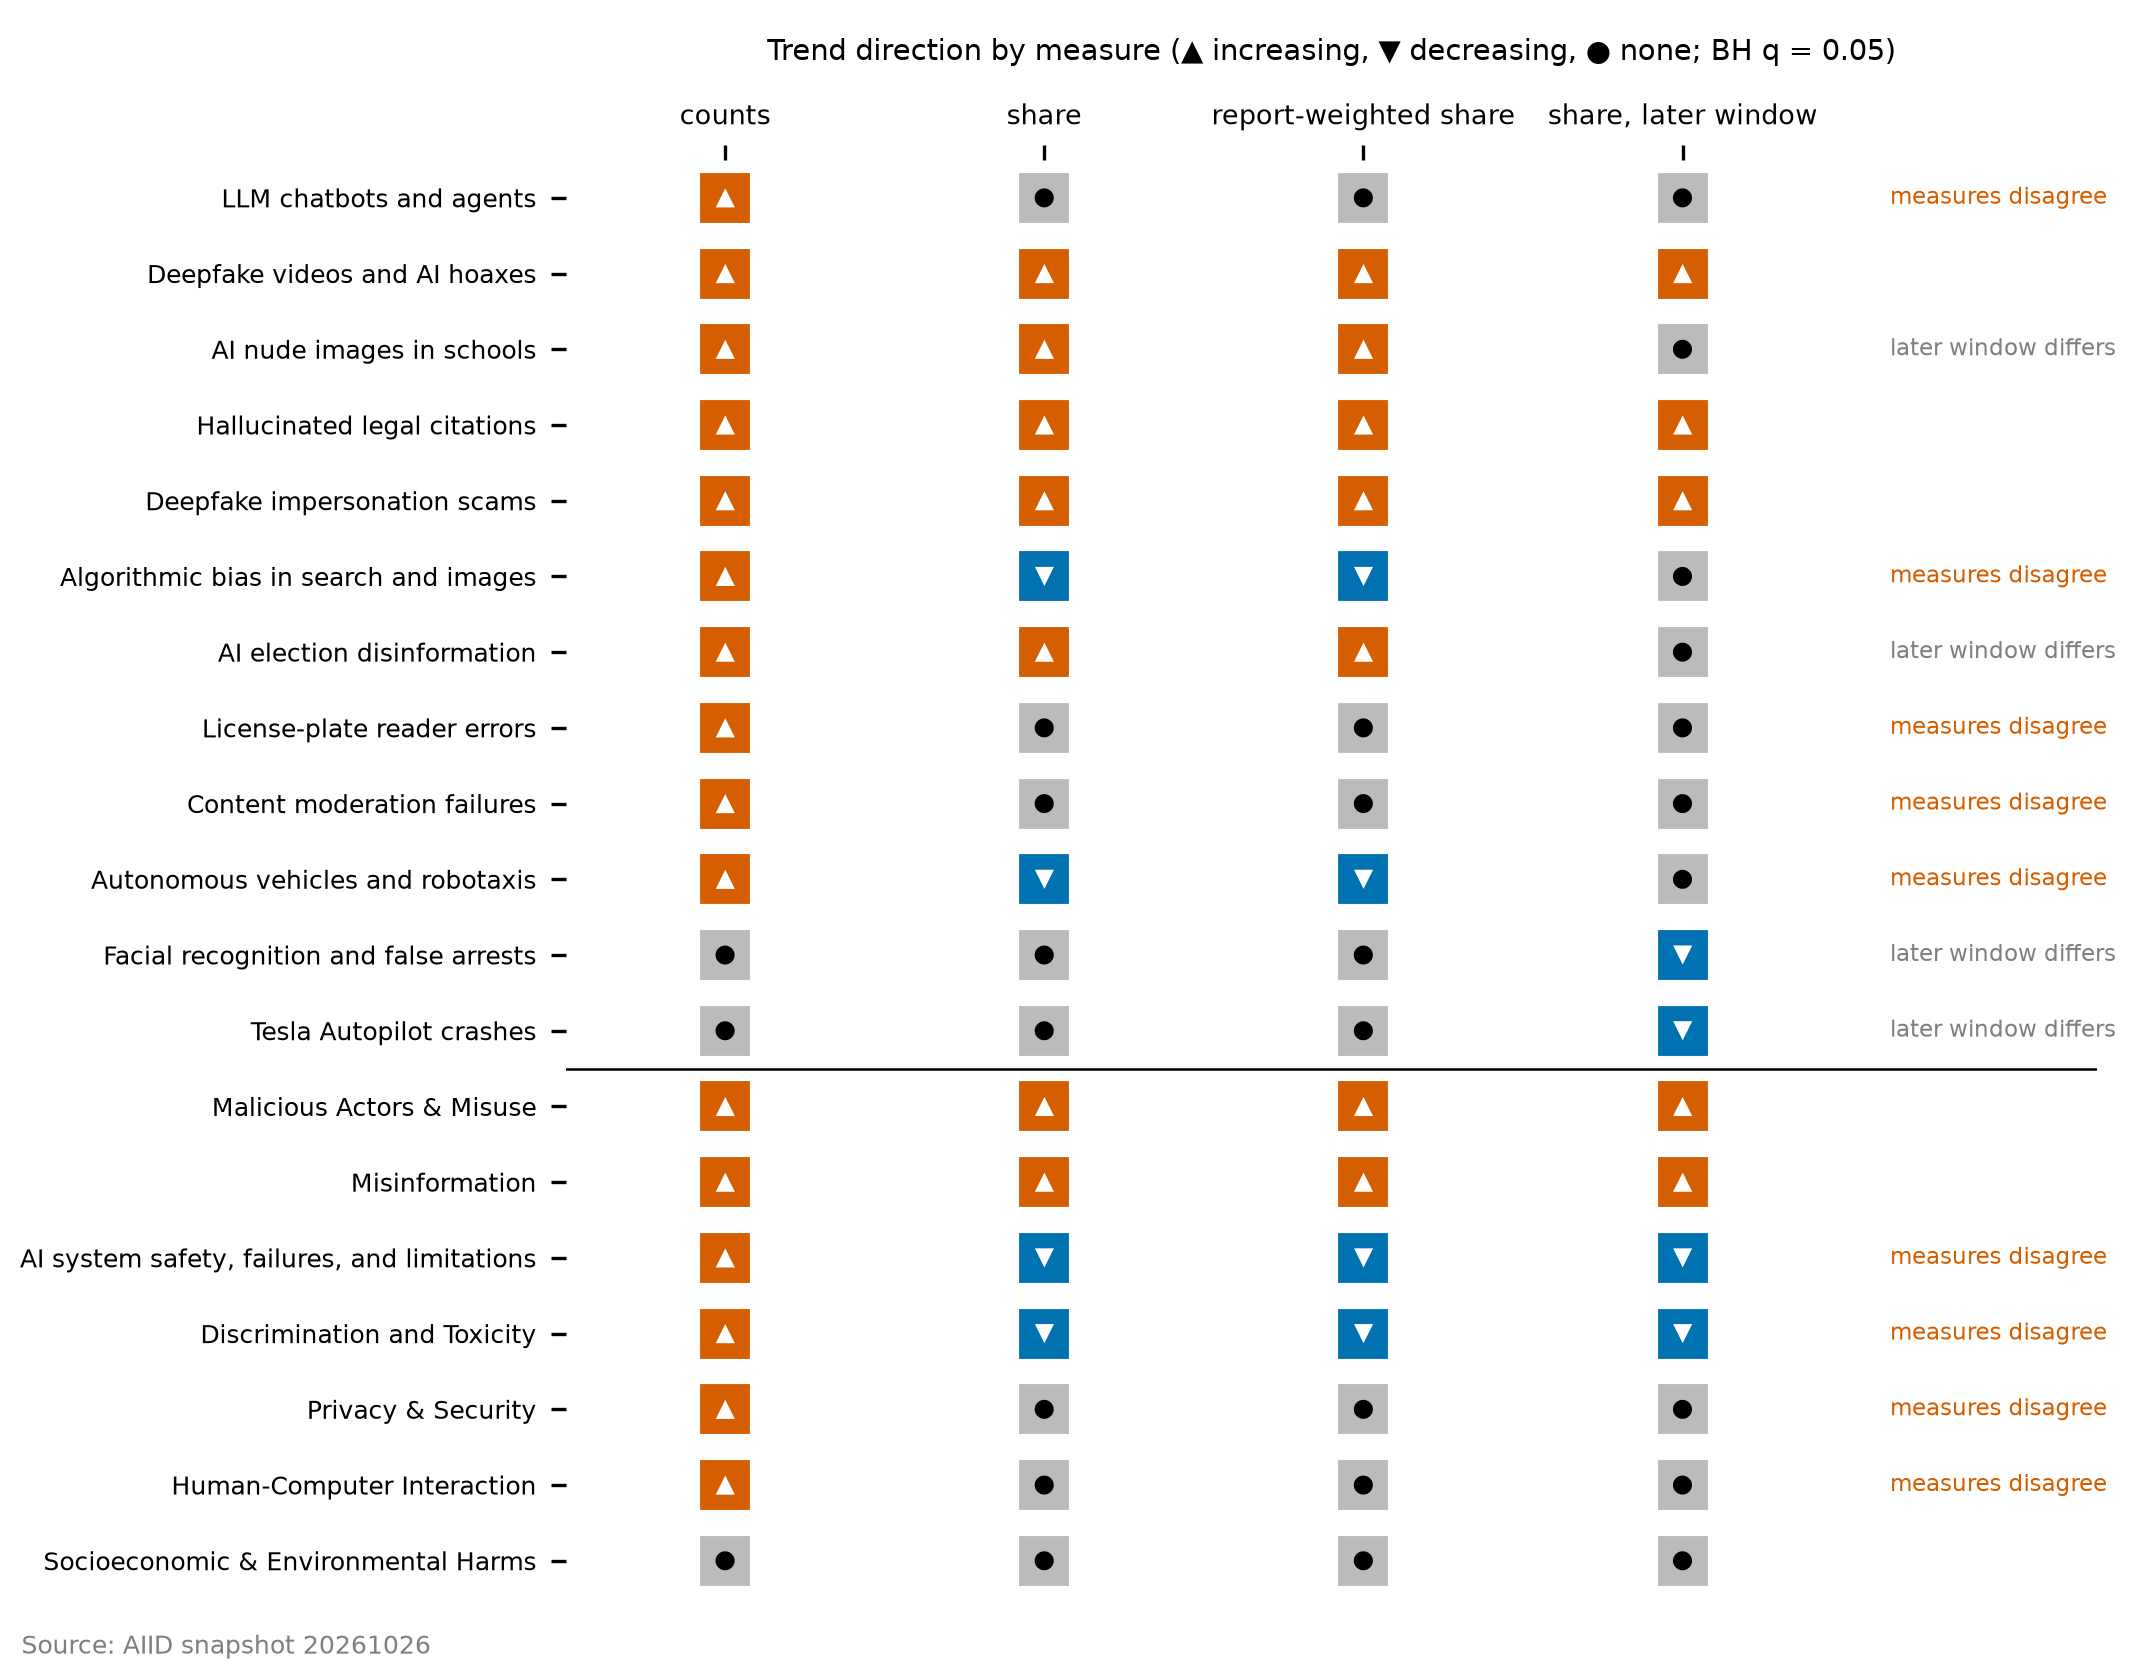 Trend direction by measure (▲ increasing, ▼ decreasing, ● none; BH q = 0.05)
counts share report-weighted share share, later window
LLM chatbots and agents measures disagree
Deepfake videos and AI hoaxes
AI nude images in schools later window differs
Hallucinated legal citations
Deepfake impersonation scams
Algorithmic bias in search and images measures disagree
AI election disinformation later window differs
License-plate reader errors measures disagree
Content moderation failures measures disagree
Autonomous vehicles and robotaxis measures disagree
Facial recognition and false arrests later window differs
Tesla Autopilot crashes later window differs
Malicious Actors & Misuse
Misinformation
AI system safety, failures, and limitations measures disagree
Discrimination and Toxicity measures disagree
Privacy & Security measures disagree
Human-Computer Interaction measures disagree
Socioeconomic & Environmental Harms
Source: AIID snapshot 20261026